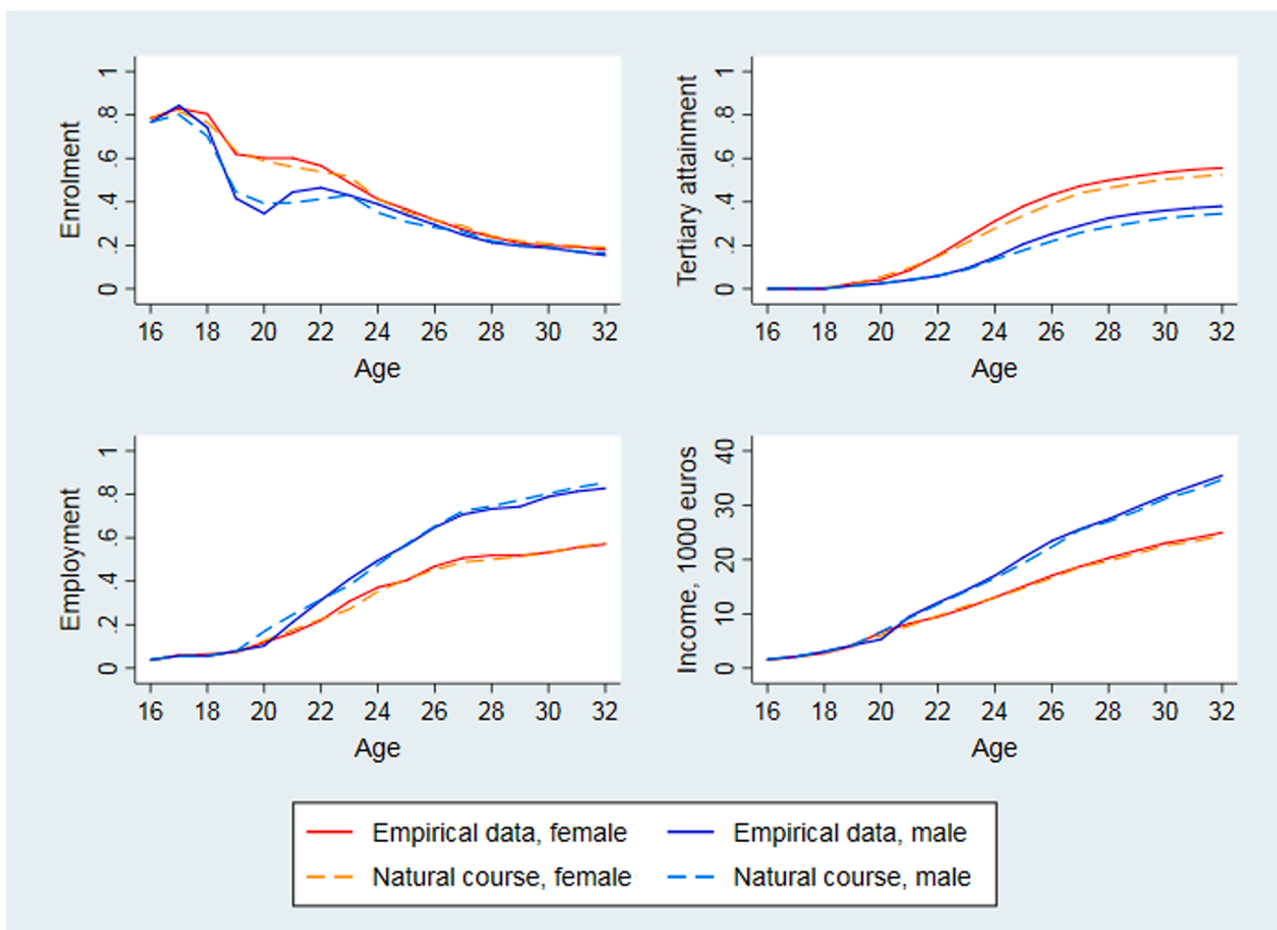 Enrolment
1
.8
.6
.4
.2
0
16 18 20 22 24 26 28 30 32
Age
Tertiary attainment
1
.8
.6
.4
.2
0
16 18 20 22 24 26 28 30 32
Age
Employment
1
.8
.6
.4
.2
0
16 18 20 22 24 26 28 30 32
Age
Income, 1000 euros
40
30
20
10
0
16 18 20 22 24 26 28 30 32
Age
Empirical data, female Empirical data, male
Natural course, female Natural course, male